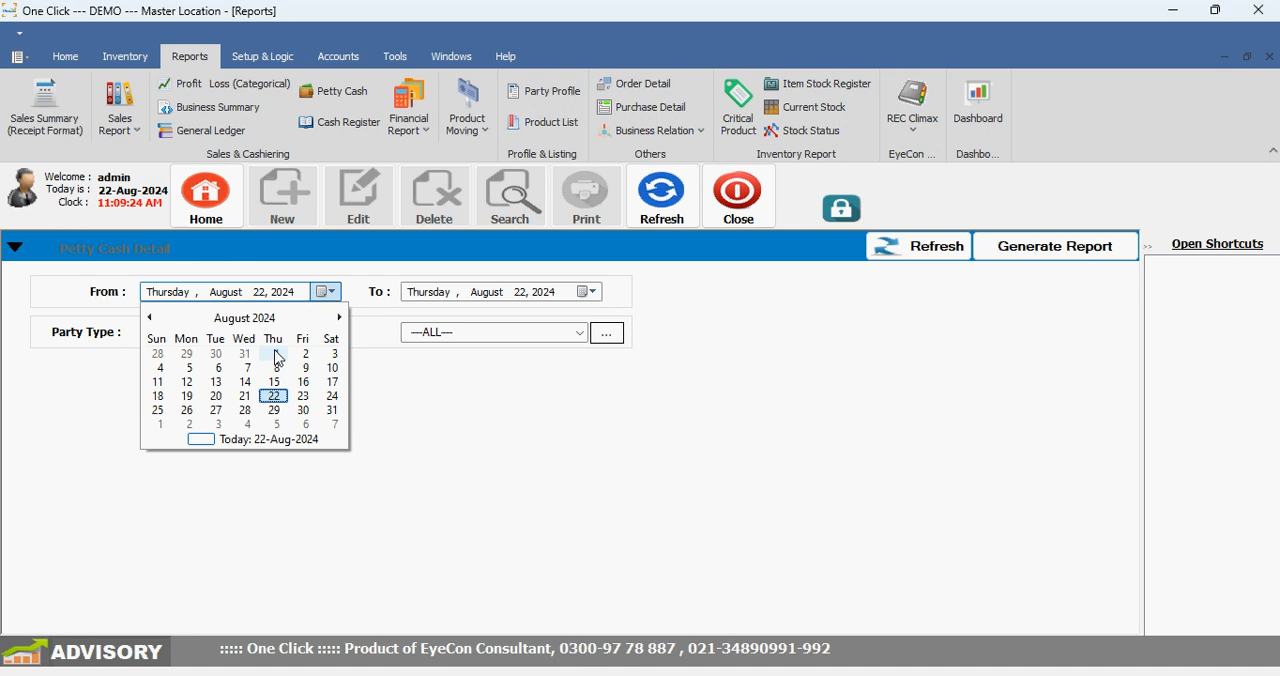 One Click --- DEMO --- Master Location - [Reports]
Home Inventory Reports Setup & Logic Accounts Tools Windows Help
Sales Summary
(Receipt Format)
Sales
Report
Profit Loss (Categorical)
Business Summary
General Ledger
Petty Cash
Cash Register
Financial
Report
Sales & Cashiering
Product
Moving
Party Profile
Product List
Profile & Listing
Order Detail
Purchase Detail
Business Relation
Others
Critical
Product
Item Stock Register
Current Stock
Stock Status
Inventory Report
REC Climax
EyeCon ...
Dashboard
Dashbo...
Welcome : admin
Today is : 22-Aug-2024
Clock : 11:09:24 AM
Home New Edit Delete Search Print Refresh Close
Petty Cash Detail
Refresh Generate Report
>> Open Shortcuts
From : Thursday , August 22, 2024 To : Thursday , August 22, 2024
Party Type : ---ALL--- ...
August 2024
Sun Mon Tue Wed Thu Fri Sat
28 29 30 31 1 2 3
4 5 6 7 8 9 10
11 12 13 14 15 16 17
18 19 20 21 22 23 24
25 26 27 28 29 30 31
1 2 3 4 5 6 7
Today: 22-Aug-2024
ADVISORY
::::: One Click ::::: Product of EyeCon Consultant, 0300-97 78 887 , 021-34890991-992